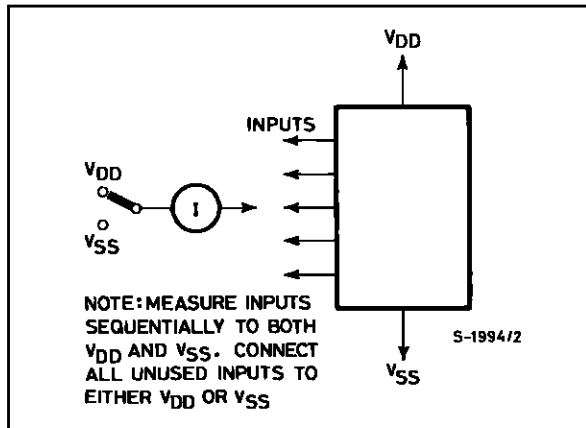 VDD
INPUTS
VDD
I
VSS
NOTE: MEASURE INPUTS
SEQUENTIALLY TO BOTH
VDD AND VSS. CONNECT
ALL UNUSED INPUTS TO
EITHER VDD OR VSS
S-1994/2
VSS